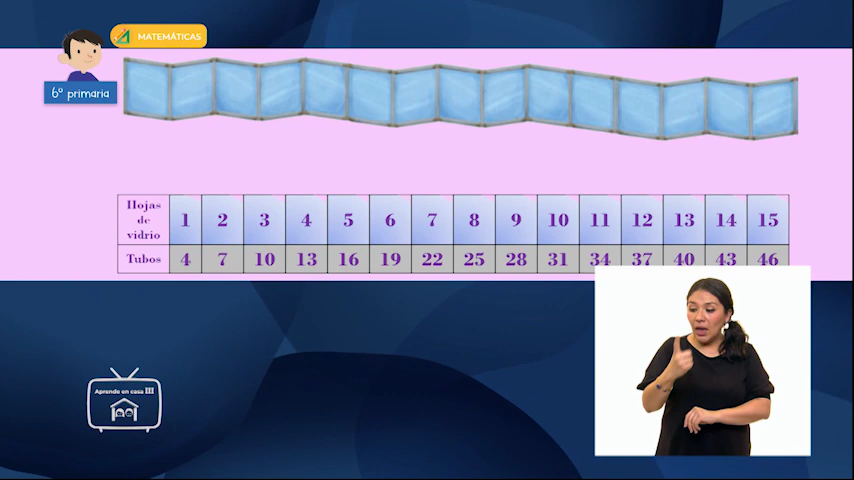 MATEMÁTICAS
6° primaria
Hojas de vidrio 1 2 3 4 5 6 7 8 9 10 11 12 13 14 15
Tubos 4 7 10 13 16 19 22 25 28 31 34 37 40 43 46
Aprende en casa III